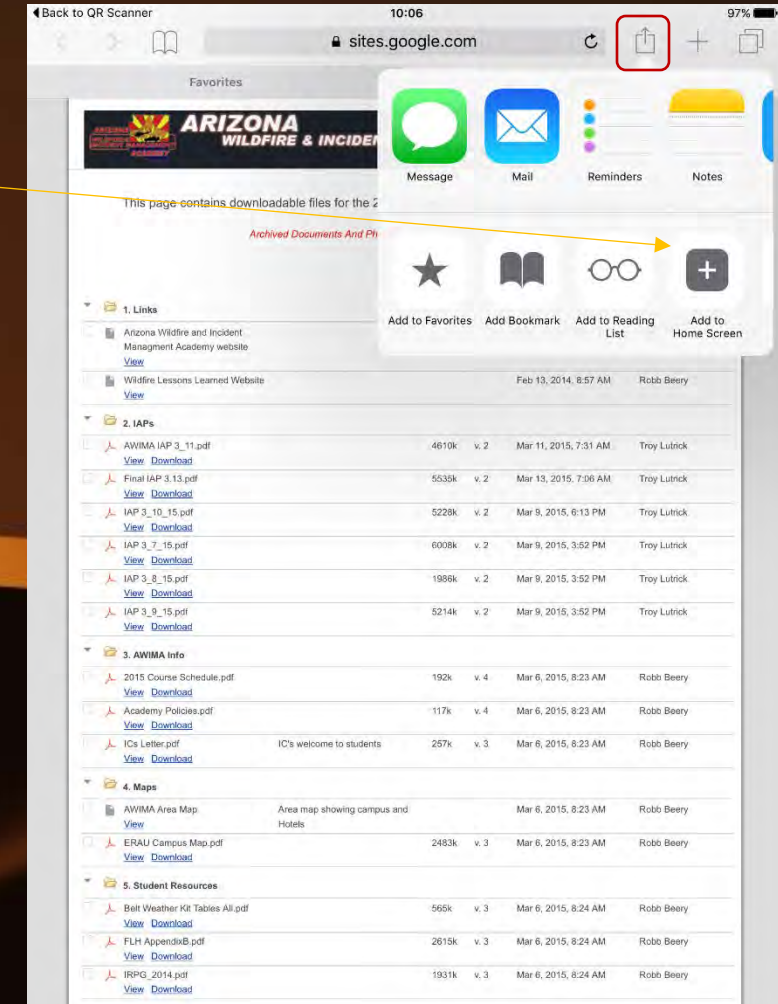 Back to QR Scanner 10:06 97%
sites.google.com
Favorites
ARIZONA
WILDFIRE & INCIDEN
Message Mail Reminders Notes
This page contains downloadable files for the 2
Archived Documents And Ph
Add to Favorites Add Bookmark Add to Reading List Add to Home Screen
1. Links
Arizona Wildfire and Incident
Managment Academy website
View
Wildfire Lessons Learned Website Feb 13, 2014, 8:57 AM Robb Beery
View
2. IAPs
AWIMA IAP 3_11.pdf 4610k v. 2 Mar 11, 2015, 7:31 AM Troy Lutrick
View Download
Final IAP 3.13.pdf 5535k v. 2 Mar 13, 2015, 7:06 AM Troy Lutrick
View Download
IAP 3_10_15.pdf 5228k v. 2 Mar 9, 2015, 6:13 PM Troy Lutrick
View Download
IAP 3_7_15.pdf 6008k v. 2 Mar 9, 2015, 3:52 PM Troy Lutrick
View Download
IAP 3_8_15.pdf 1986k v. 2 Mar 9, 2015, 3:52 PM Troy Lutrick
View Download
IAP 3_9_15.pdf 5214k v. 2 Mar 9, 2015, 3:52 PM Troy Lutrick
View Download
3. AWIMA Info
2015 Course Schedule.pdf 192k v. 4 Mar 6, 2015, 8:23 AM Robb Beery
View Download
Academy Policies.pdf 117k v. 4 Mar 6, 2015, 8:23 AM Robb Beery
View Download
ICs Letter.pdf IC's welcome to students 257k v. 3 Mar 6, 2015, 8:23 AM Robb Beery
View Download
4. Maps
AWIMA Area Map Area map showing campus and Mar 6, 2015, 8:23 AM Robb Beery
View Hotels
ERAU Campus Map.pdf 2483k v. 3 Mar 6, 2015, 8:23 AM Robb Beery
View Download
5. Student Resources
Belt Weather Kit Tables All.pdf 565k v. 3 Mar 6, 2015, 8:24 AM Robb Beery
View Download
FLH AppendixB.pdf 2615k v. 3 Mar 6, 2015, 8:24 AM Robb Beery
View Download
IRPG_2014.pdf 1931k v. 3 Mar 6, 2015, 8:24 AM Robb Beery
View Download